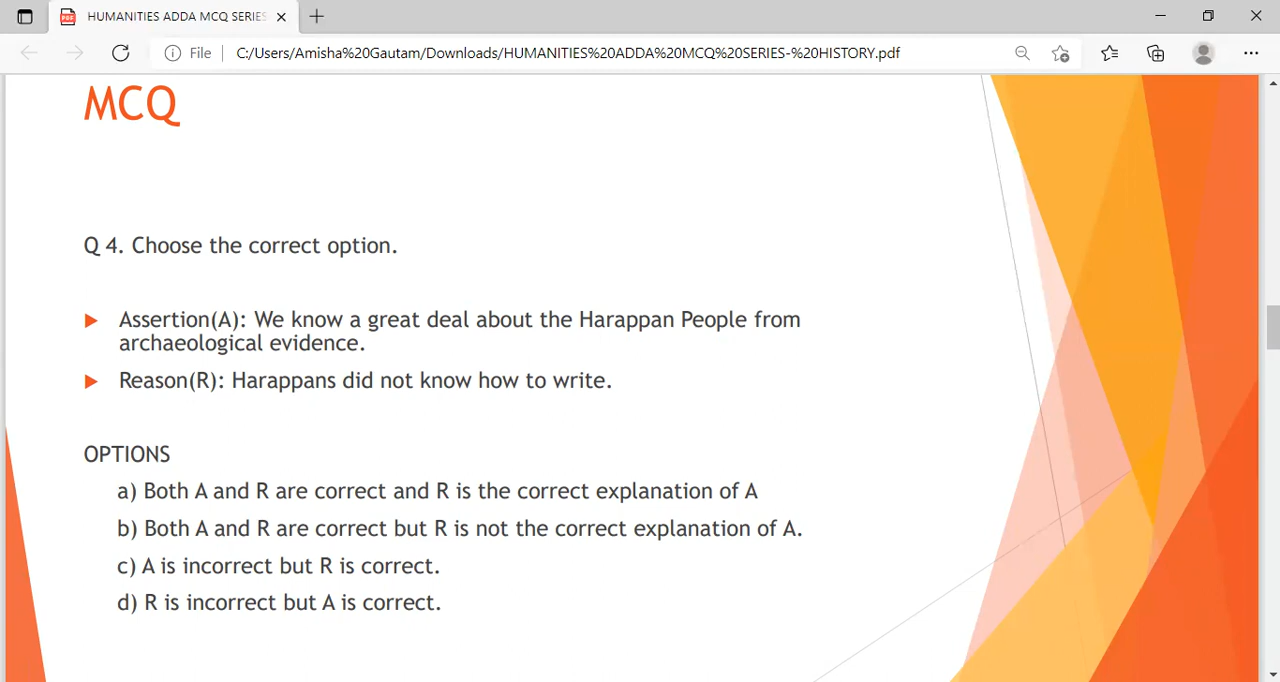 HUMANITIES ADDA MCQ SERIES
File
C:/Users/Amisha%20Gautam/Downloads/HUMANITIES%20ADDA%20MCQ%20SERIES-%20HISTORY.pdf
MCQ
Q 4. Choose the correct option.
Assertion(A): We know a great deal about the Harappan People from
archaeological evidence.
Reason(R): Harappans did not know how to write.
OPTIONS
a) Both A and R are correct and R is the correct explanation of A
b) Both A and R are correct but R is not the correct explanation of A.
c) A is incorrect but R is correct.
d) R is incorrect but A is correct.